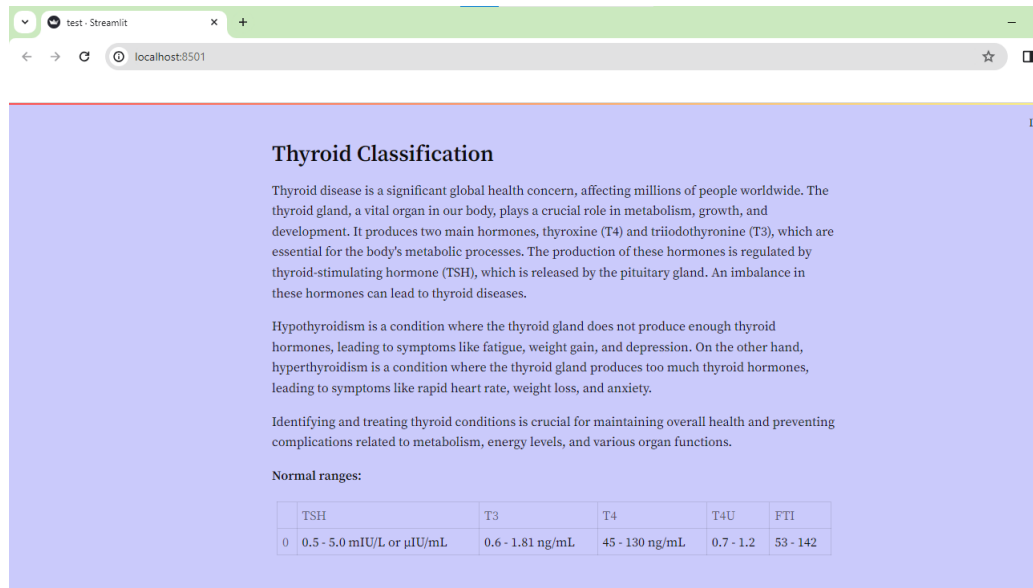 test · Streamlit
localhost:8501
Thyroid Classification
Thyroid disease is a significant global health concern, affecting millions of people worldwide. The
thyroid gland, a vital organ in our body, plays a crucial role in metabolism, growth, and
development. It produces two main hormones, thyroxine (T4) and triiodothyronine (T3), which are
essential for the body's metabolic processes. The production of these hormones is regulated by
thyroid-stimulating hormone (TSH), which is released by the pituitary gland. An imbalance in
these hormones can lead to thyroid diseases.
Hypothyroidism is a condition where the thyroid gland does not produce enough thyroid
hormones, leading to symptoms like fatigue, weight gain, and depression. On the other hand,
hyperthyroidism is a condition where the thyroid gland produces too much thyroid hormones,
leading to symptoms like rapid heart rate, weight loss, and anxiety.
Identifying and treating thyroid conditions is crucial for maintaining overall health and preventing
complications related to metabolism, energy levels, and various organ functions.
Normal ranges:
TSH T3 T4 T4U FTI
0 0.5 - 5.0 mIU/L or µIU/mL 0.6 - 1.81 ng/mL 45 - 130 ng/mL 0.7 - 1.2 53 - 142